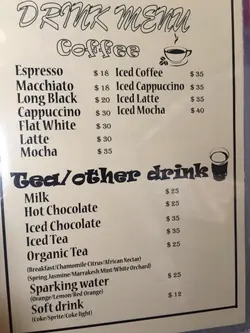 DRINK MENU
Coffee
Espresso $ 18 Iced Coffee $ 35
Macchiato $ 18 Iced Cappuccino $ 35
Long Black $ 20 Iced Latte $ 35
Cappuccino $ 30 Iced Mocha $ 40
Flat White $ 30
Latte $ 30
Mocha $ 35
Tea/other drink
Milk $ 25
Hot Chocolate $ 25
Iced Chocolate $ 35
Iced Tea $ 35
Organic Tea $ 25
(Breakfast/Chamomile Citrus/African Nectar)
(Spring Jasmine/Marrakesh Mint/White Orchard)
Sparking water $ 25
(Orange/Lemon/Red Orange)
Soft drink $ 12
(Coke/Sprite/Coke light)